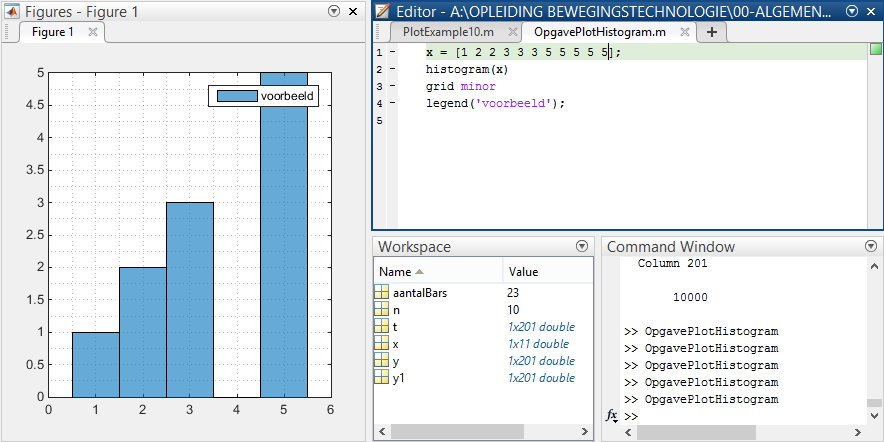 Figures - Figure 1
Figure 1
5
4.5
4
3.5
3
2.5
2
1.5
1
0.5
0
voorbeeld
0 1 2 3 4 5 6
Editor - A:\OPLEIDING BEWEGINGSTECHNOLOGIE\00-ALGEMEN...
PlotExample10.m
OpgavePlotHistogram.m
1 x = [1 2 2 3 3 3 5 5 5 5 5];
2 histogram(x)
3 grid minor
4 legend('voorbeeld');
5
Workspace
Name Value
aantalBars 23
n 10
t 1x201 double
x 1x11 double
y 1x201 double
y1 1x201 double
Command Window
Column 201
10000
>> OpgavePlotHistogram
>> OpgavePlotHistogram
>> OpgavePlotHistogram
>> OpgavePlotHistogram
>> OpgavePlotHistogram
fx >>